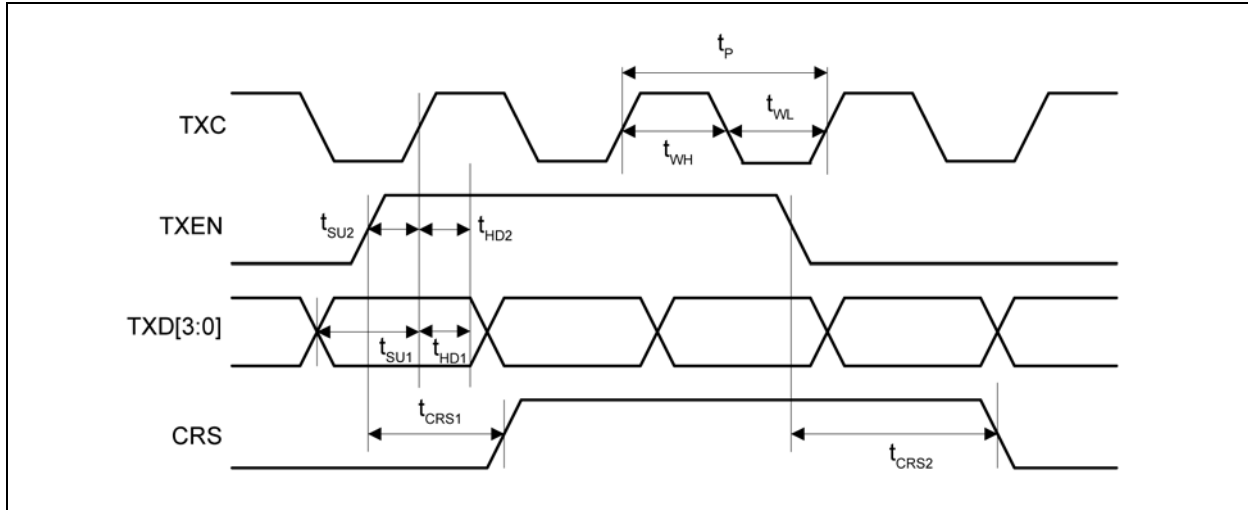 tP
TXC
tWL
tWH
TXEN
tSU2
tHD2
TXD[3:0]
tSU1
tHD1
tCRS1
CRS
tCRS2